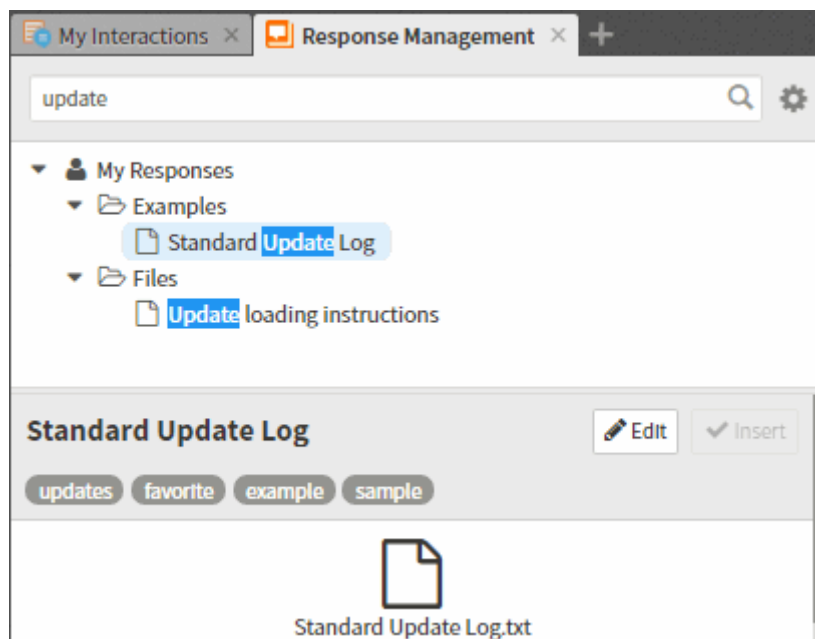 My Interactions × Response Management × +
update
My Responses
Examples
Standard Update Log
Files
Update loading instructions
Standard Update Log
Edit
Insert
updates favorite example sample
Standard Update Log.txt